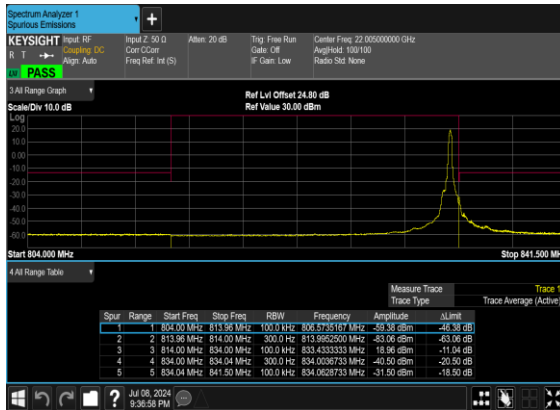 Spectrum Analyzer 1
Spurious Emissions
+
KEYSIGHT Input: RF Input Z: 50 Ω Atten: 20 dB Trig: Free Run Center Freq: 22.005000000 GHz
R T Coupling: DC Corr CCorr Gate: Off Avg|Hold: 100/100
Align: Auto Freq Ref: Int (S) IF Gain: Low Radio Std: None
PASS
3 All Range Graph
Ref Lvl Offset 24.80 dB
Scale/Div 10.0 dB Ref Value 30.00 dBm
Log
20.0
10.0
0.00
-10.0
-20.0
-30.0
-40.0
-50.0
-60.0
Start 804.000 MHz Stop 841.500 MH
4 All Range Table
Measure Trace Trace 1
Trace Type Trace Average (Active)
Spur Range Start Freq Stop Freq RBW Frequency Amplitude ΔLimit
1 1 804.00 MHz 813.96 MHz 100.0 kHz 806.5735167 MHz -59.38 dBm -46.38 dB
2 2 813.96 MHz 814.00 MHz 300.0 Hz 813.9952500 MHz -83.06 dBm -63.06 dB
3 3 814.00 MHz 834.00 MHz 100.0 kHz 833.4333333 MHz 18.96 dBm -11.04 dB
4 4 834.00 MHz 834.04 MHz 300.0 Hz 834.0036733 MHz -40.50 dBm -20.50 dB
5 5 834.04 MHz 841.50 MHz 100.0 kHz 834.0628733 MHz -31.50 dBm -18.50 dB
Jul 08, 2024
9:36:58 PM